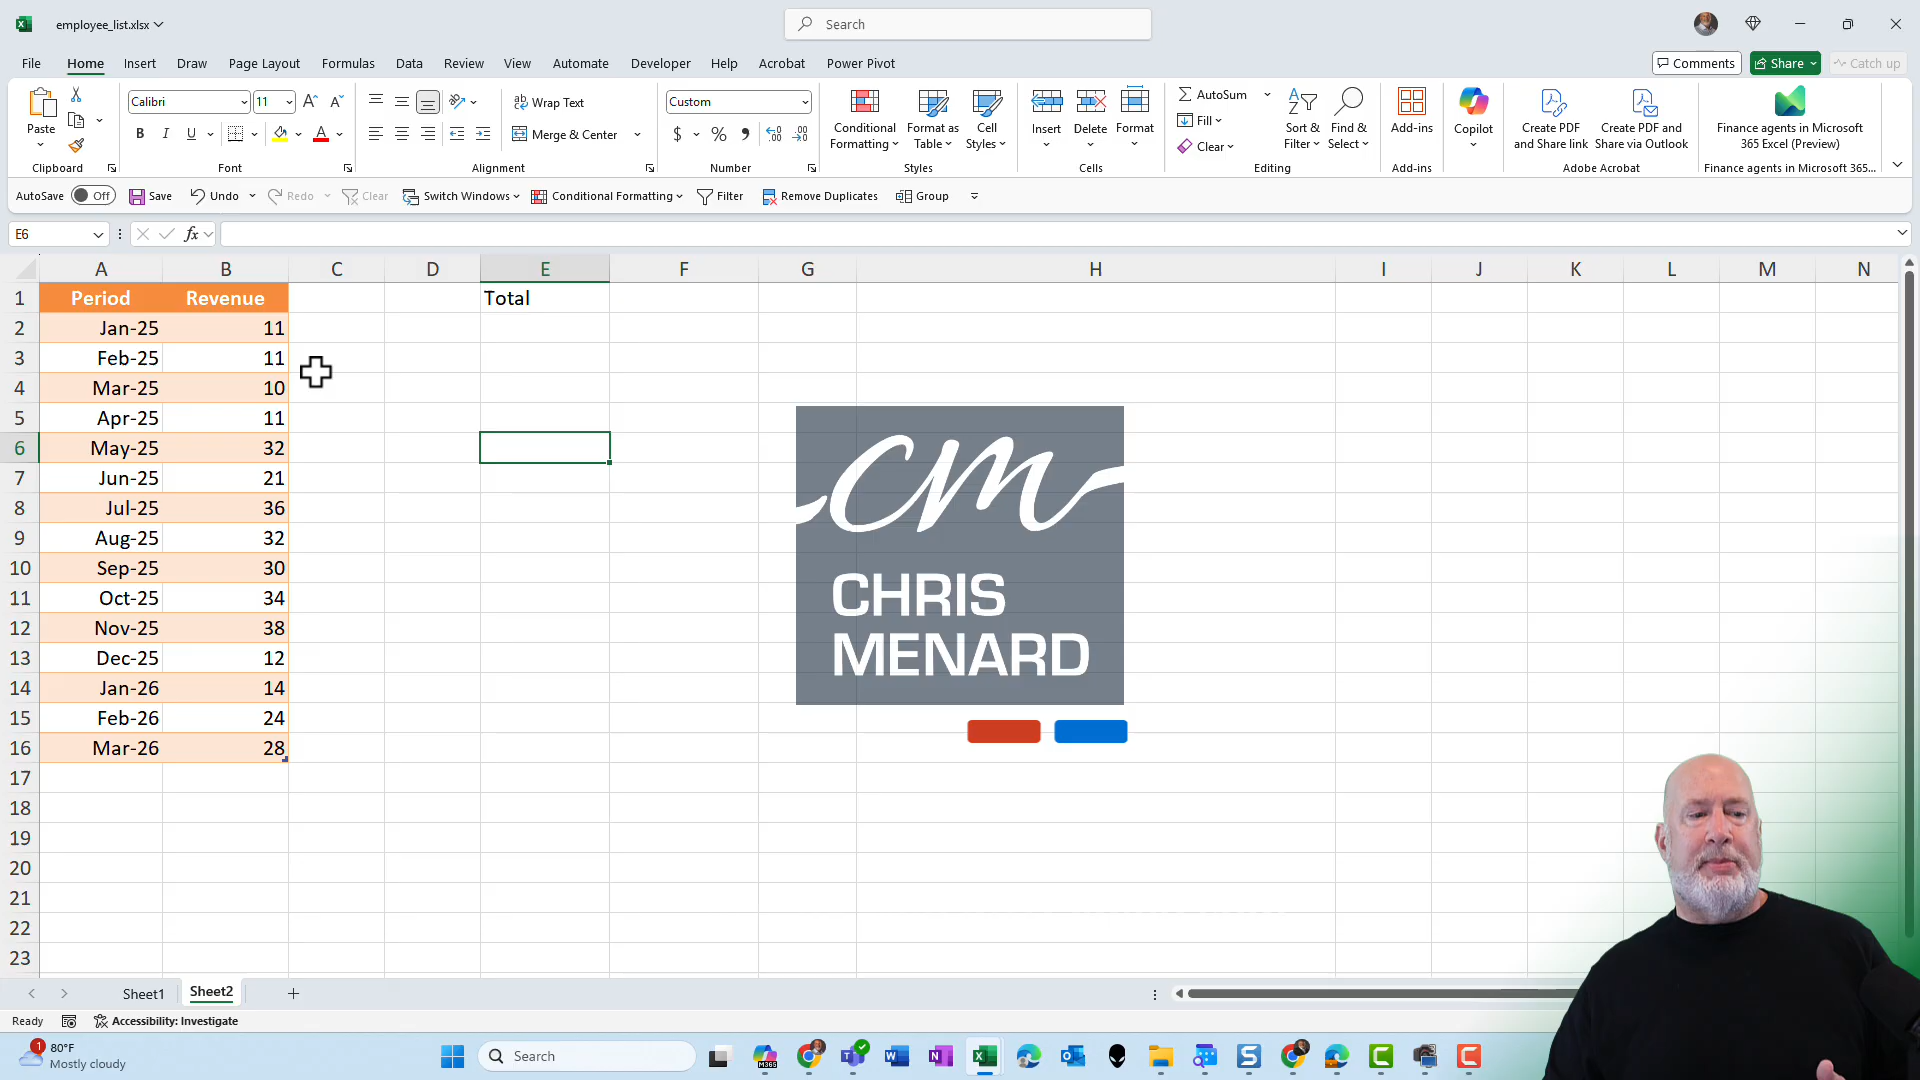 employee_list.xlsx
Search
File Home Insert Draw Page Layout Formulas Data Review View Automate Developer Help Acrobat Power Pivot
Comments Share Catch up
Paste
Clipboard
Calibri 11
B I U
Font
Wrap Text
Merge & Center
Alignment
Custom
$ % ,
Number
Conditional Formatting
Format as Table
Cell Styles
Styles
Insert Delete Format
Cells
AutoSum
Fill
Clear
Sort & Filter
Find & Select
Editing
Add-ins
Add-ins
Copilot
Create PDF and Share link
Create PDF and Share via Outlook
Adobe Acrobat
Finance agents in Microsoft 365 Excel (Preview)
Finance agents in Microsoft 365...
AutoSave Off Save Undo Redo Clear Switch Windows Conditional Formatting Filter Remove Duplicates Group
E6 fx
A B C D E F G H I J K L M N
1 Period Revenue Total
2 Jan-25 11
3 Feb-25 11
4 Mar-25 10
5 Apr-25 11
6 May-25 32
7 Jun-25 21
8 Jul-25 36
9 Aug-25 32
10 Sep-25 30
11 Oct-25 34
12 Nov-25 38
13 Dec-25 12
14 Jan-26 14
15 Feb-26 24
16 Mar-26 28
17
18
19
20
21
22
23
cm
CHRIS
MENARD
Sheet1 Sheet2
Ready Accessibility: Investigate
1 80°F
Mostly cloudy
Search
M365